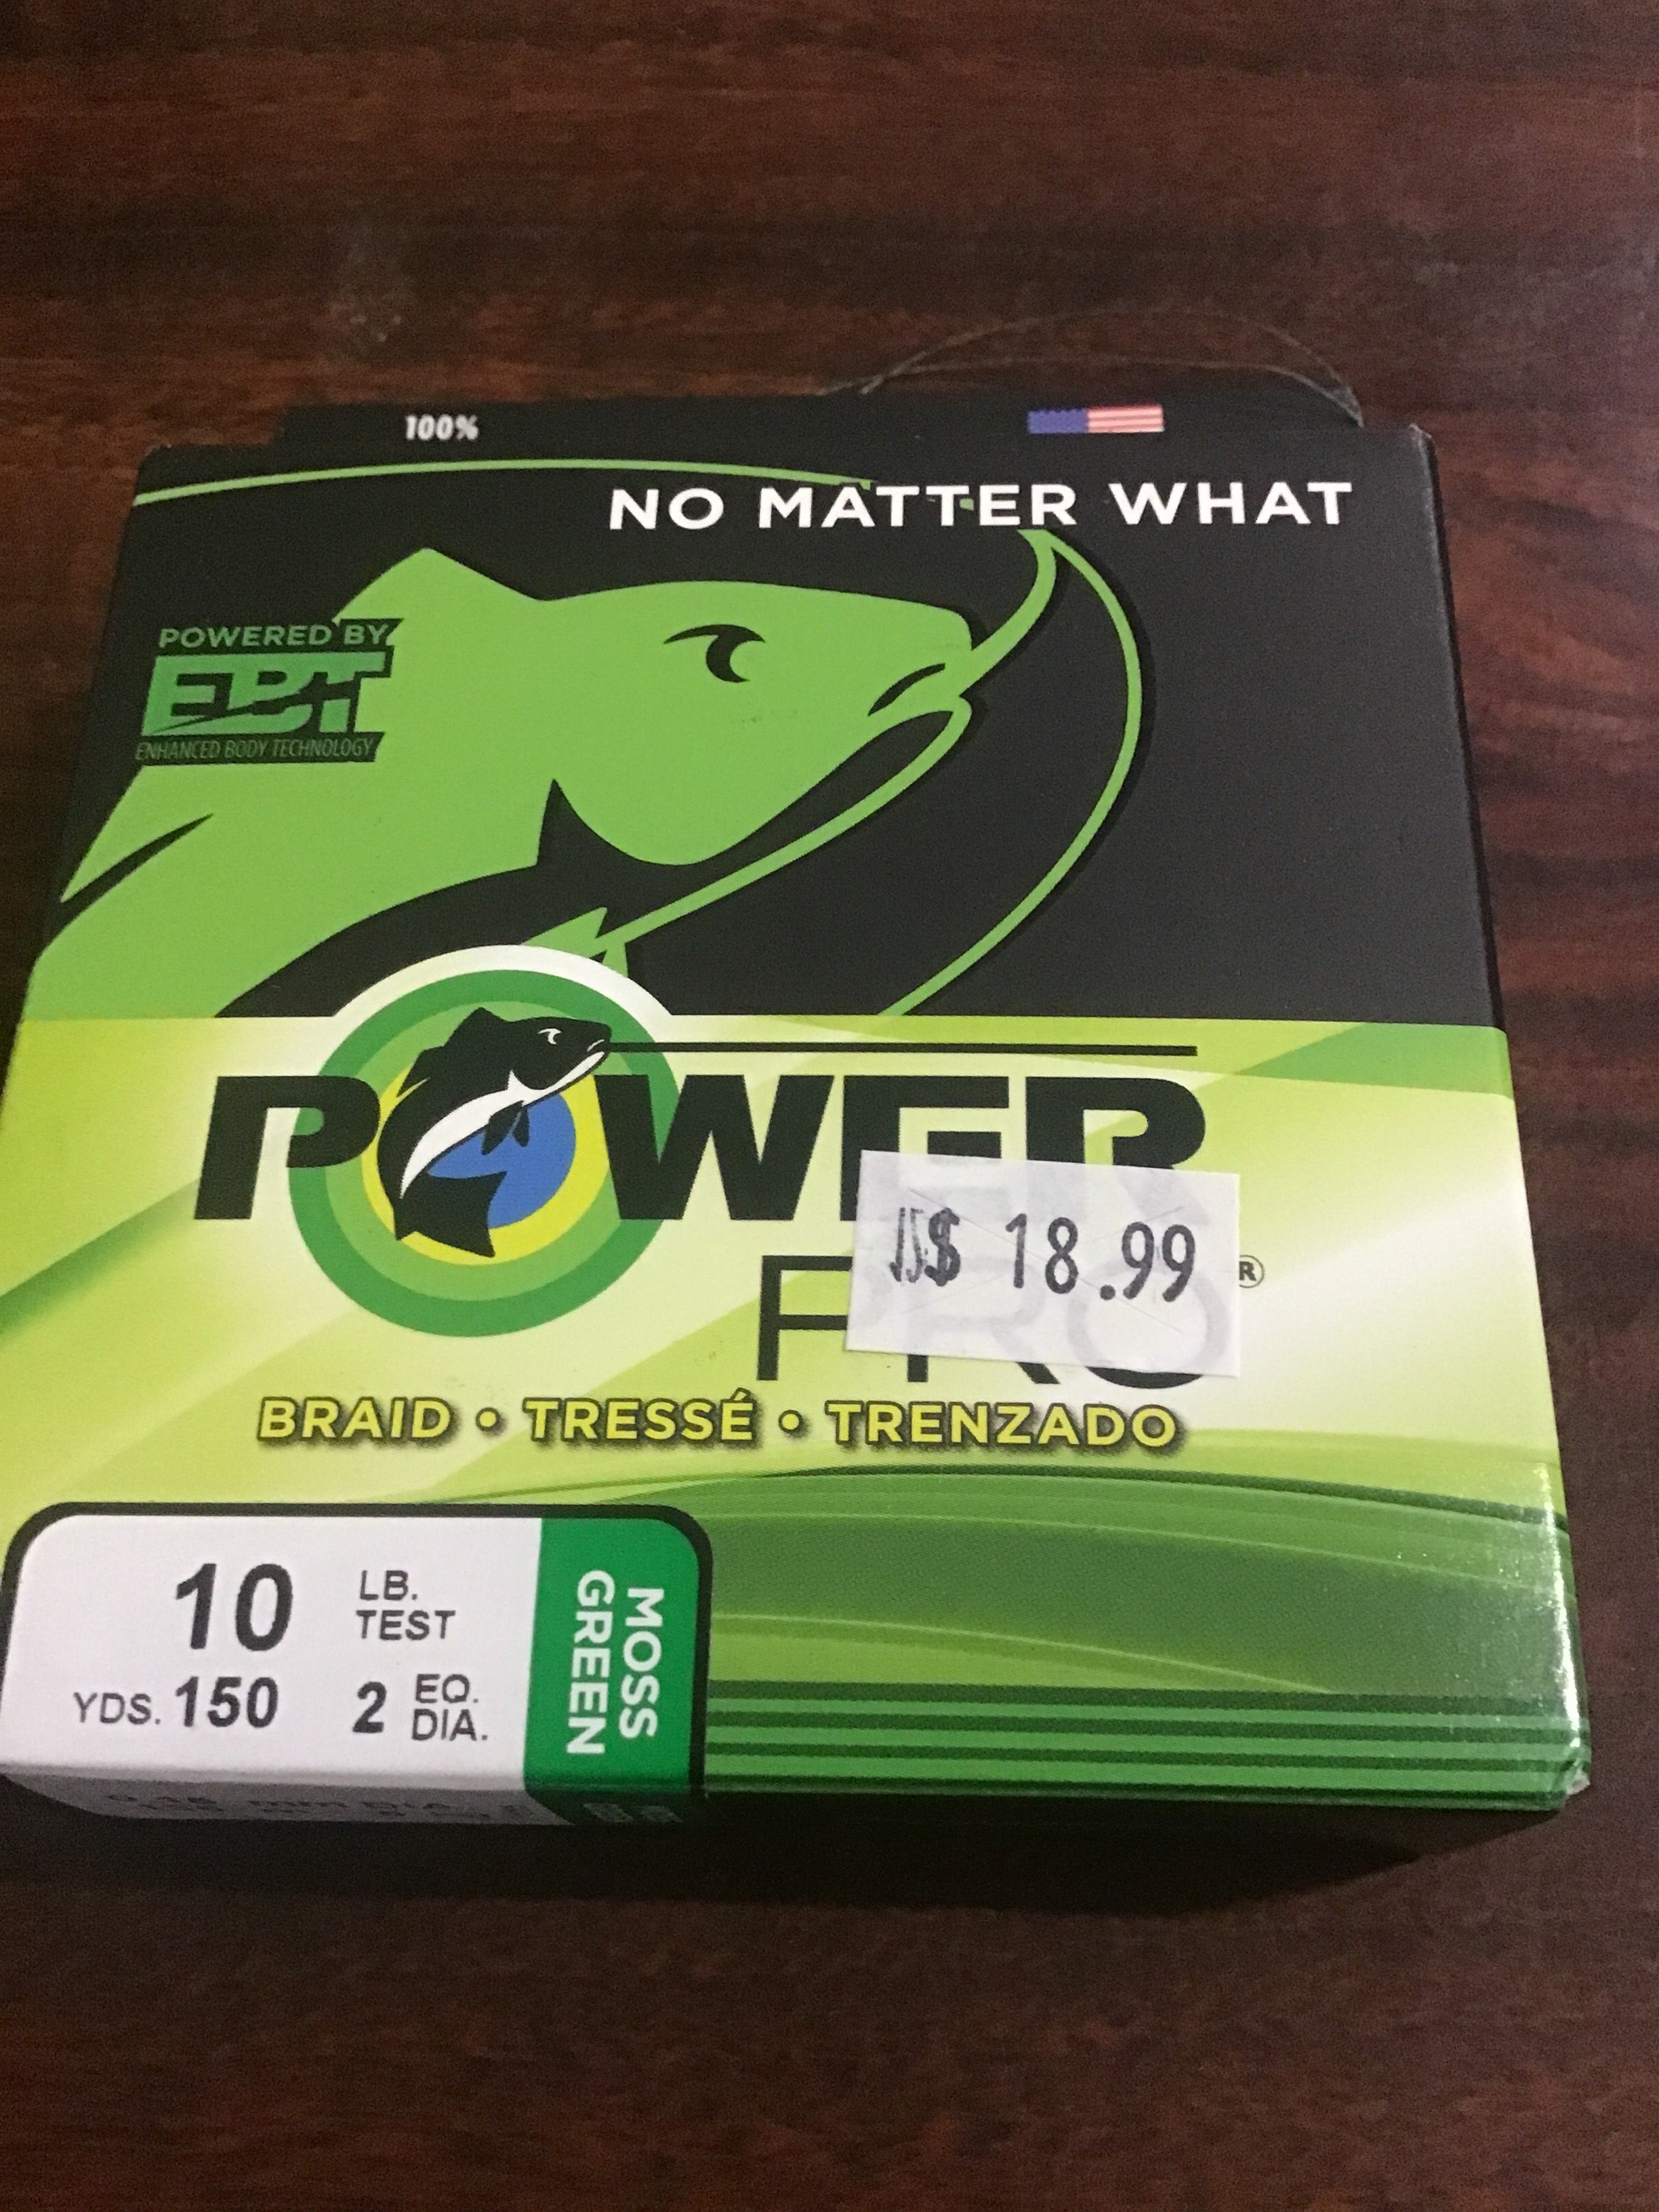 100%
NO MATTER WHAT
POWERED BY
EBT
ENHANCED BODY TECHNOLOGY
POWER
PRO ®
US$ 18.99
BRAID • TRESSÉ • TRENZADO
10 LB. TEST
YDS. 150 2 EQ. DIA.
MOSS
GREEN